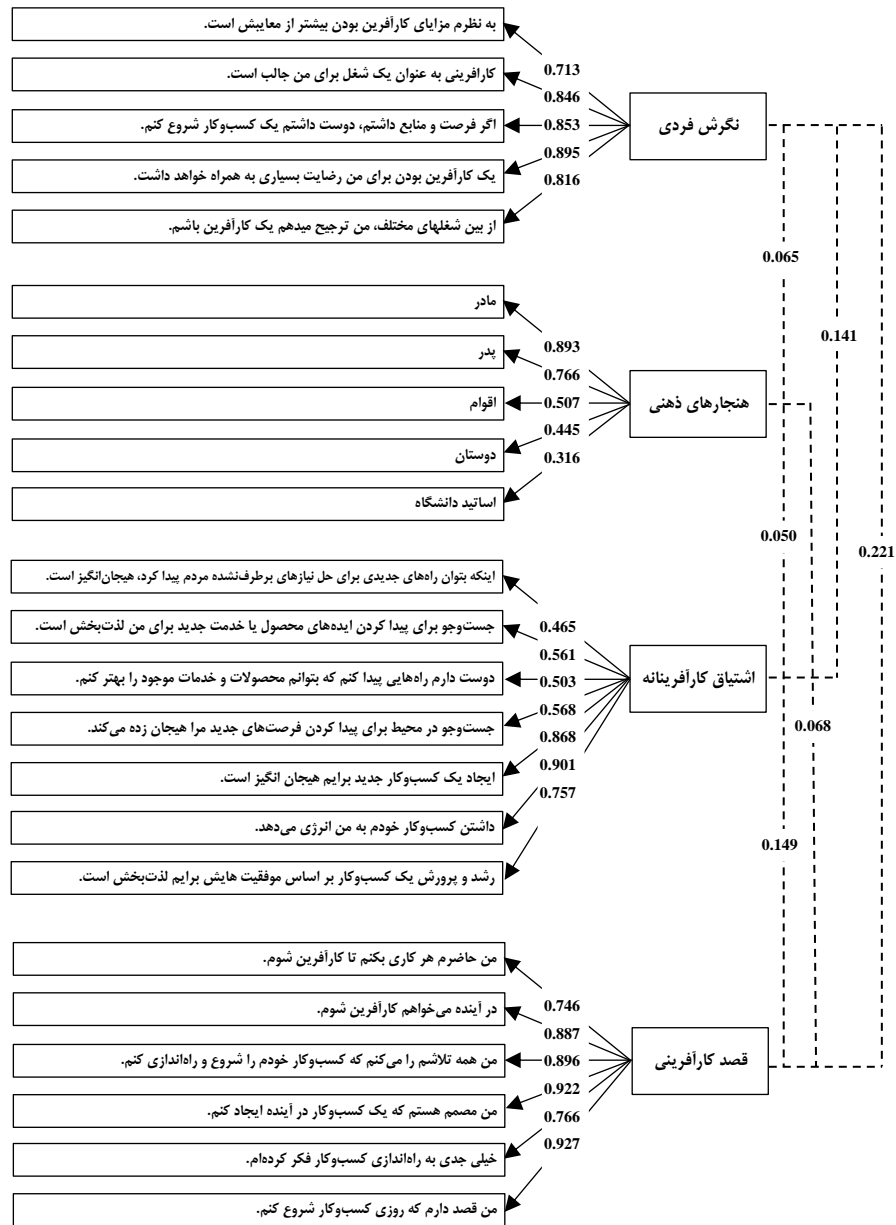 به نظرم مزایای کارآفرین بودن بیشتر از معایبش است.
0.713
کارافرینی به عنوان یک شغل برای من جالب است.
0.846
نگرش فردی
اگر فرصت و منابع داشتم، دوست داشتم یک کسب‌وکار شروع کنم.
0.853
0.895
یک کارآفرین بودن برای من رضایت بسیاری به همراه خواهد داشت.
0.816
از بین شغلهای مختلف، من ترجیح میدهم یک کارآفرین باشم.
0.065
مادر
0.141
0.893
پدر
0.766
هنجارهای ذهنی
اقوام
0.507
0.445
دوستان
0.316
اساتید دانشگاه
0.050
0.221
اینکه بتوان راه‌های جدیدی برای حل نیازهای برطرف‌نشده مردم پیدا کرد، هیجان‌انگیز است.
0.465
جست‌وجو برای پیدا کردن ایده‌های محصول یا خدمت جدید برای من لذت‌بخش است.
0.561
اشتیاق کارآفرینانه
دوست دارم راه‌هایی پیدا کنم که بتوانم محصولات و خدمات موجود را بهتر کنم.
0.503
0.568
جست‌وجو در محیط برای پیدا کردن فرصت‌های جدید مرا هیجان زده می‌کند.
0.068
0.868
0.901
ایجاد یک کسب‌وکار جدید برایم هیجان انگیز است.
0.757
داشتن کسب‌وکار خودم به من انرژی می‌دهد.
0.149
رشد و پرورش یک کسب‌وکار بر اساس موفقیت هایش برایم لذت‌بخش است.
من حاضرم هر کاری بکنم تا کارآفرین شوم.
0.746
در آینده می‌خواهم کارآفرین شوم.
0.887
قصد کارآفرینی
من همه تلاشم را می‌کنم که کسب‌وکار خودم را شروع و راه‌اندازی کنم.
0.896
0.922
من مصمم هستم که یک کسب‌وکار در آینده ایجاد کنم.
0.766
0.927
خیلی جدی به راه‌اندازی کسب‌وکار فکر کرده‌ام.
من قصد دارم که روزی کسب‌وکار شروع کنم.